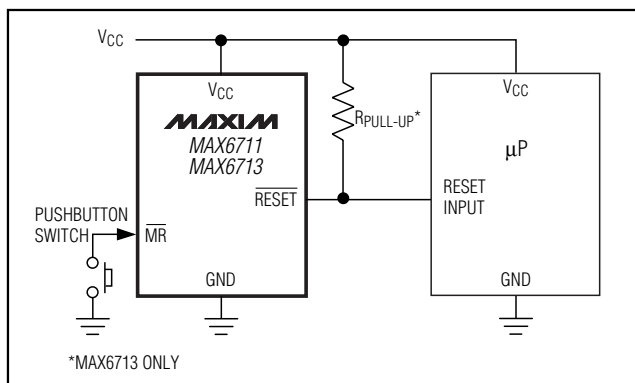 VCC
VCC
MAXIM
MAX6711
MAX6713
RPULL-UP*
VCC
μP
RESET
RESET
INPUT
PUSHBUTTON
SWITCH
MR
GND
GND
*MAX6713 ONLY